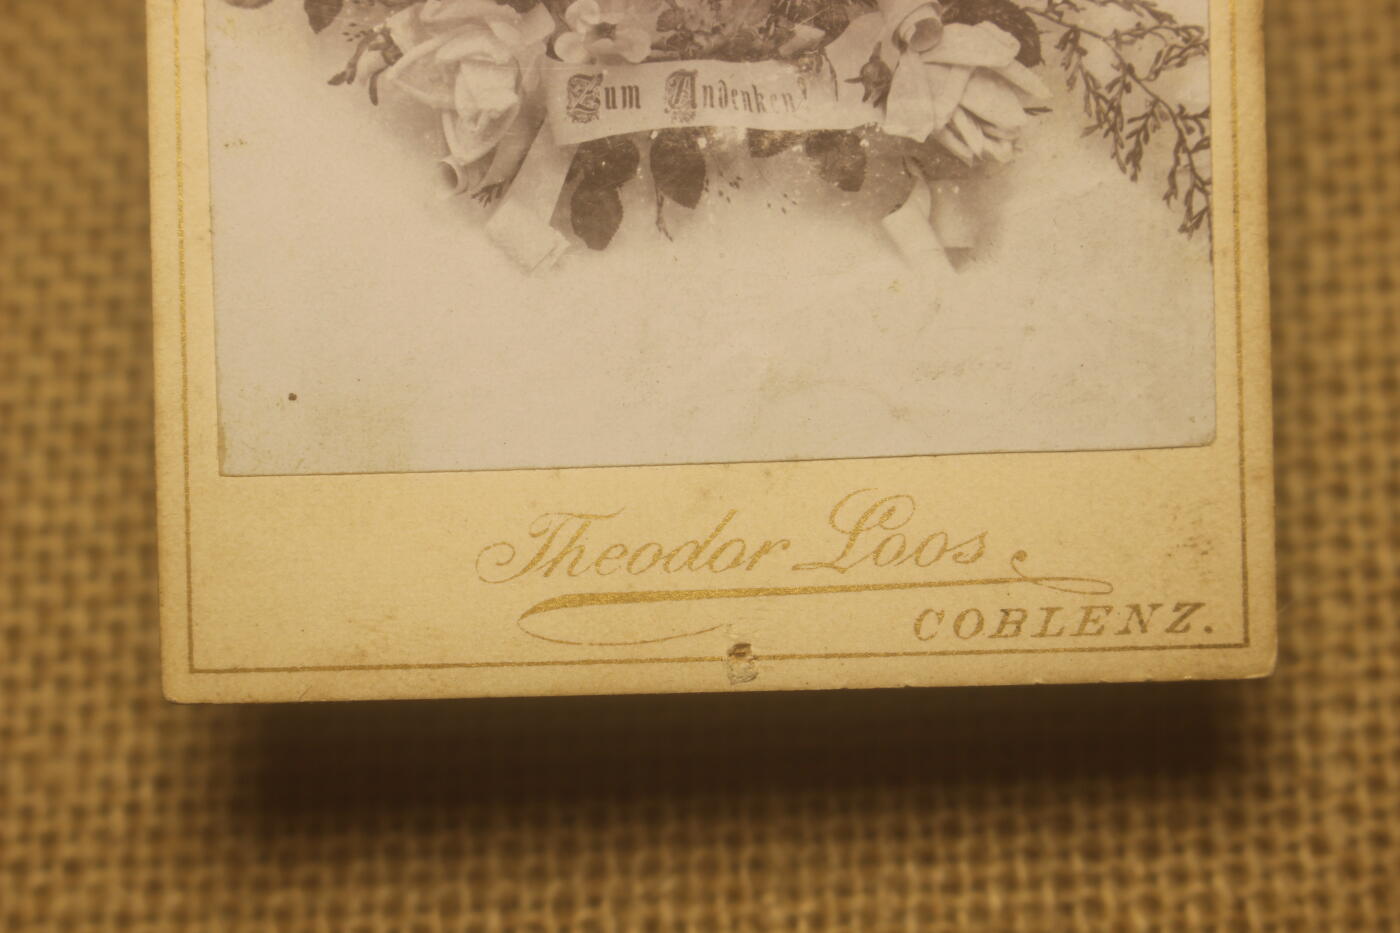 Zum Andenken!
Theodor Loos
COBLENZ.